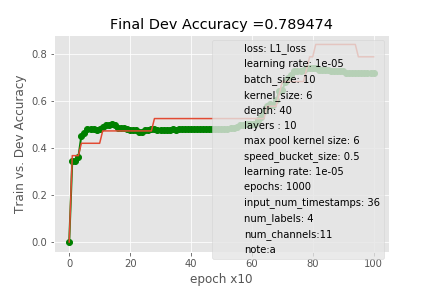 Final Dev Accuracy =0.789474
Train vs. Dev Accuracy
0.8
0.6
0.4
0.2
0.0
loss: L1_loss
learning rate: 1e-05
batch_size: 10
kernel_size: 6
depth: 40
layers : 10
max pool kernel size: 6
speed_bucket_size: 0.5
learning rate: 1e-05
epochs: 1000
input_num_timestamps: 36
num_labels: 4
num_channels:11
note:a
0 20 40 60 80 100
epoch x10